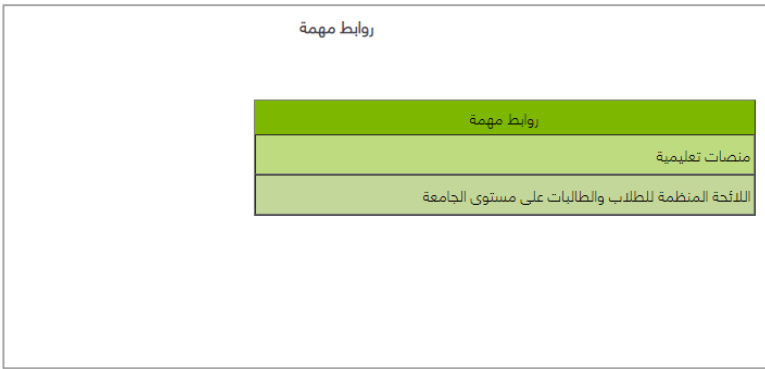 روابط مهمة
روابط مهمة
منصات تعليمية
اللائحة المنظمة للطلاب والطالبات على مستوى الجامعة